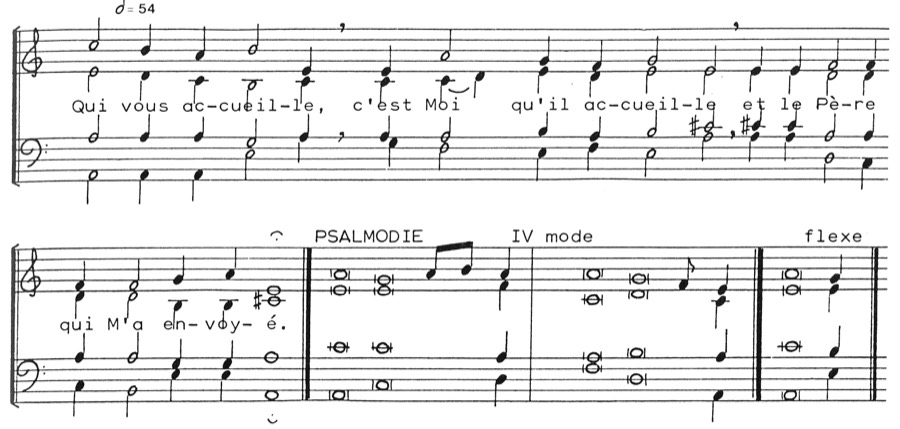 = 54
Qui vous ac-cueil-le, c'est Moi qu'il ac-cueil-le et le Pè-re
PSALMODIE IV mode flexe
qui M'a en-voy-é.